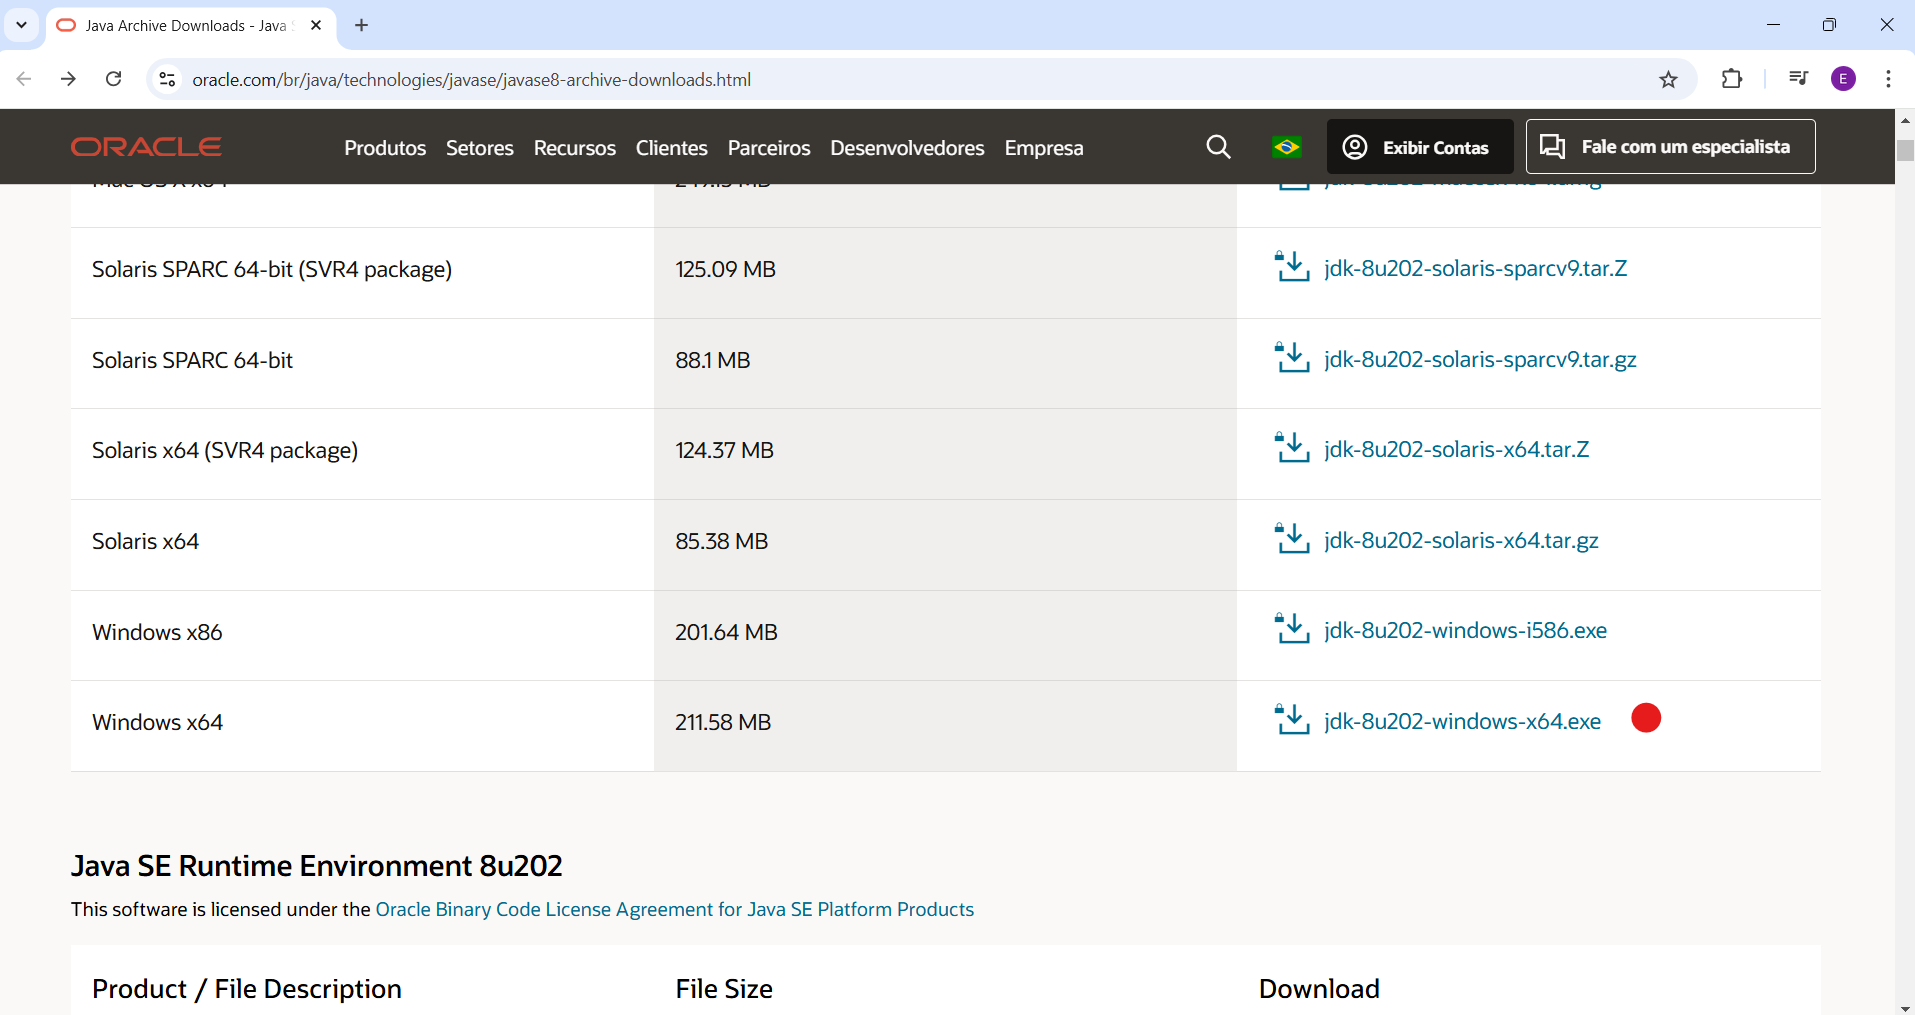 Java Archive Downloads - Java
oracle.com/br/java/technologies/javase/javase8-archive-downloads.html
E
ORACLE
Produtos Setores Recursos Clientes Parceiros Desenvolvedores Empresa
Exibir Contas
Fale com um especialista
Solaris SPARC 64-bit (SVR4 package) 125.09 MB jdk-8u202-solaris-sparcv9.tar.Z
Solaris SPARC 64-bit 88.1 MB jdk-8u202-solaris-sparcv9.tar.gz
Solaris x64 (SVR4 package) 124.37 MB jdk-8u202-solaris-x64.tar.Z
Solaris x64 85.38 MB jdk-8u202-solaris-x64.tar.gz
Windows x86 201.64 MB jdk-8u202-windows-i586.exe
Windows x64 211.58 MB jdk-8u202-windows-x64.exe
Java SE Runtime Environment 8u202
This software is licensed under the Oracle Binary Code License Agreement for Java SE Platform Products
Product / File Description File Size Download